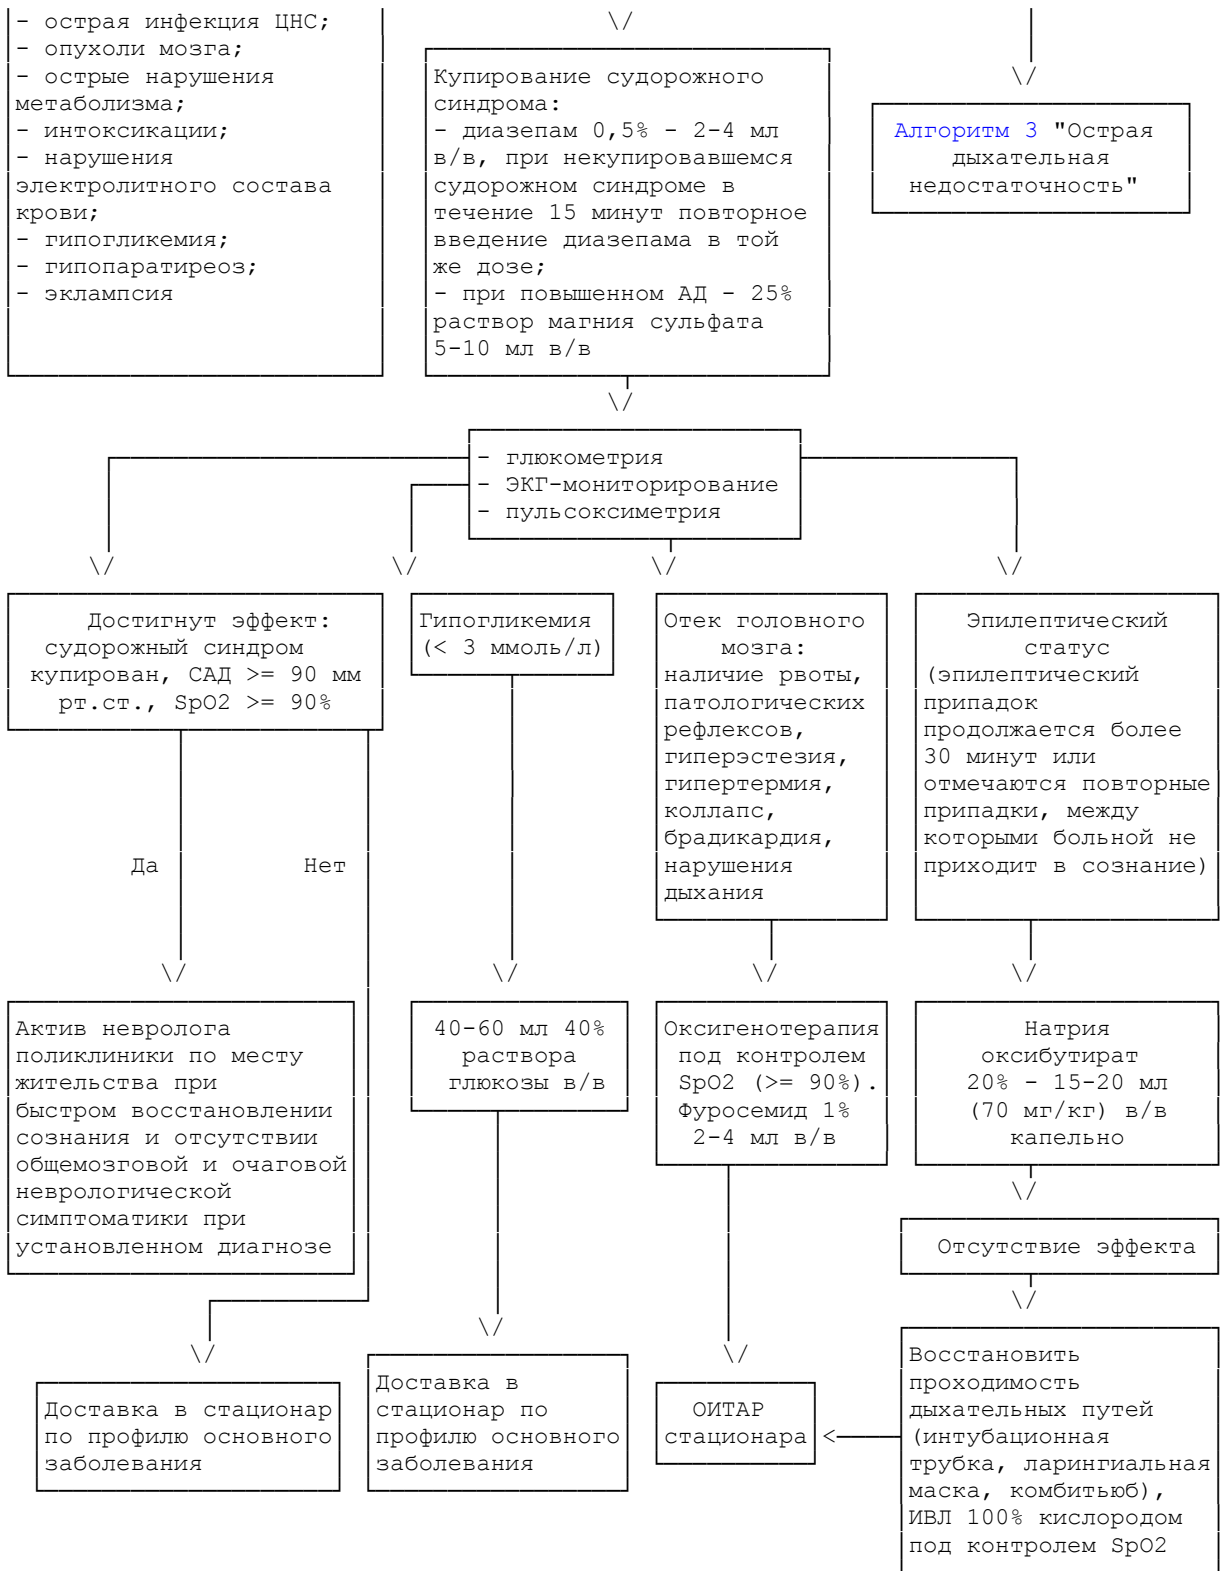 - острая инфекция ЦНС;
- опухоли мозга;
- острые нарушения
метаболизма;
- интоксикации;
- нарушения
электролитного состава
крови;
- гипогликемия;
- гипопаратиреоз;
- эклампсия
Купирование судорожного
синдрома:
- диазепам 0,5% - 2-4 мл
в/в, при некупировавшемся
судорожном синдроме в
течение 15 минут повторное
введение диазепама в той
же дозе;
- при повышенном АД - 25%
раствор магния сульфата
5-10 мл в/в
Алгоритм 3 "Острая
дыхательная
недостаточность"
- глюкометрия
- ЭКГ-мониторирование
- пульсоксиметрия
Достигнут эффект:
судорожный синдром
купирован, САД >= 90 мм
рт.ст., SpO2 >= 90%
Гипогликемия
(< 3 ммоль/л)
Отек головного
мозга:
наличие рвоты,
патологических
рефлексов,
гиперэстезия,
гипертермия,
коллапс,
брадикардия,
нарушения
дыхания
Эпилептический
статус
(эпилептический
припадок
продолжается более
30 минут или
отмечаются повторные
припадки, между
которыми больной не
приходит в сознание)
Да
Нет
Актив невролога
поликлиники по месту
жительства при
быстром восстановлении
сознания и отсутствии
общемозговой и очаговой
неврологической
симптоматики при
установленном диагнозе
40-60 мл 40%
раствора
глюкозы в/в
Оксигенотерапия
под контролем
SpO2 (>= 90%).
Фуросемид 1%
2-4 мл в/в
Натрия
оксибутират
20% - 15-20 мл
(70 мг/кг) в/в
капельно
Отсутствие эффекта
Доставка в стационар
по профилю основного
заболевания
Доставка в
стационар по
профилю основного
заболевания
ОИТАР
стационара
Восстановить
проходимость
дыхательных путей
(интубационная
трубка, ларингиальная
маска, комбитьюб),
ИВЛ 100% кислородом
под контролем SpO2